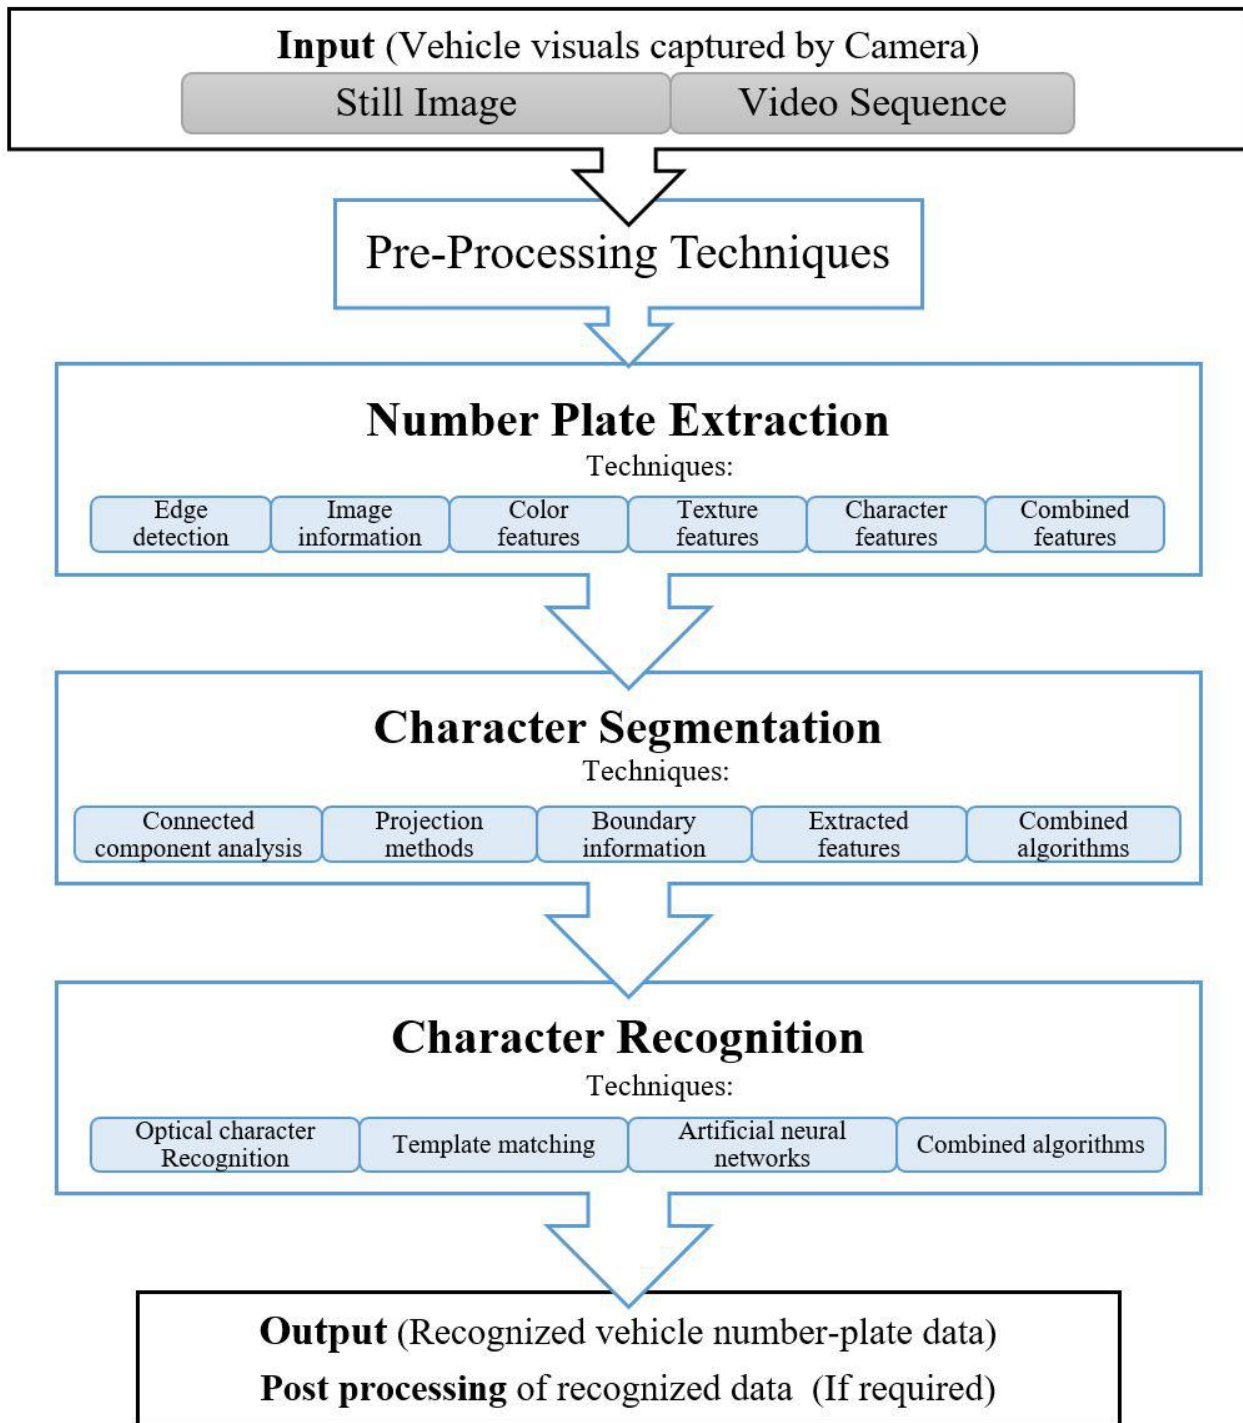 Input (Vehicle visuals captured by Camera)
Still Image
Video Sequence
Pre-Processing Techniques
Number Plate Extraction
Techniques:
Edge
detection
Image
information
Color
features
Texture
features
Character
features
Combined
features
Character Segmentation
Techniques:
Connected
component analysis
Projection
methods
Boundary
information
Extracted
features
Combined
algorithms
Character Recognition
Techniques:
Optical character
Recognition
Template matching
Artificial neural
networks
Combined algorithms
Output (Recognized vehicle number-plate data)
Post processing of recognized data (If required)